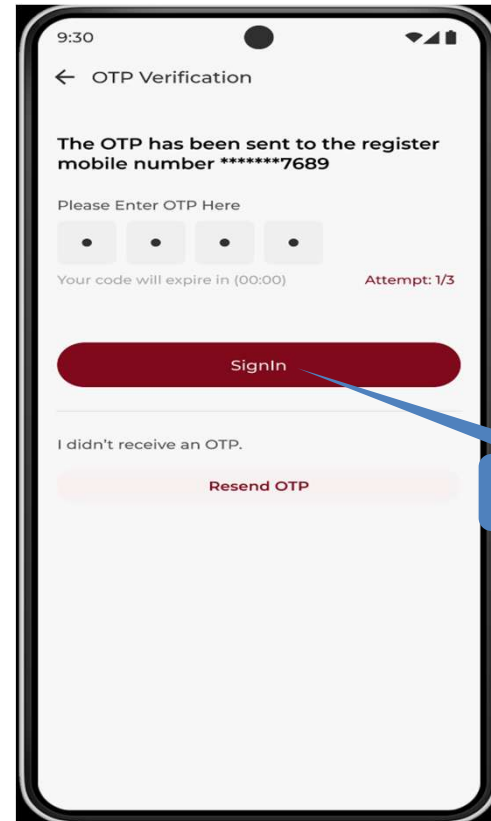 9:30
← OTP Verification
The OTP has been sent to the register
mobile number *******7689
Please Enter OTP Here
Your code will expire in (00:00) Attempt: 1/3
SignIn
I didn't receive an OTP.
Resend OTP